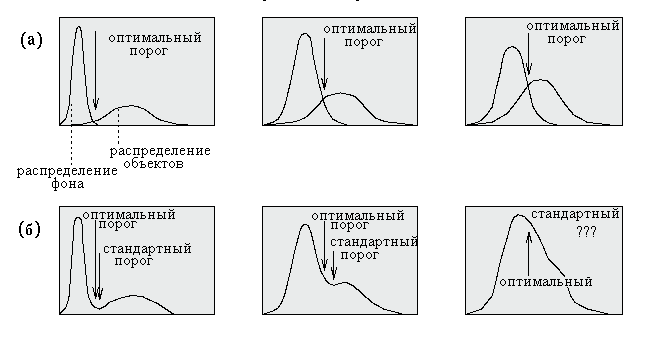 (а)
оптимальный
порог
распределение
фона
распределение
объектов
оптимальный
порог
оптимальный
порог
(б)
оптимальный
порог
стандартный
порог
оптимальный
порог
стандартный
порог
стандартный
???
оптимальный